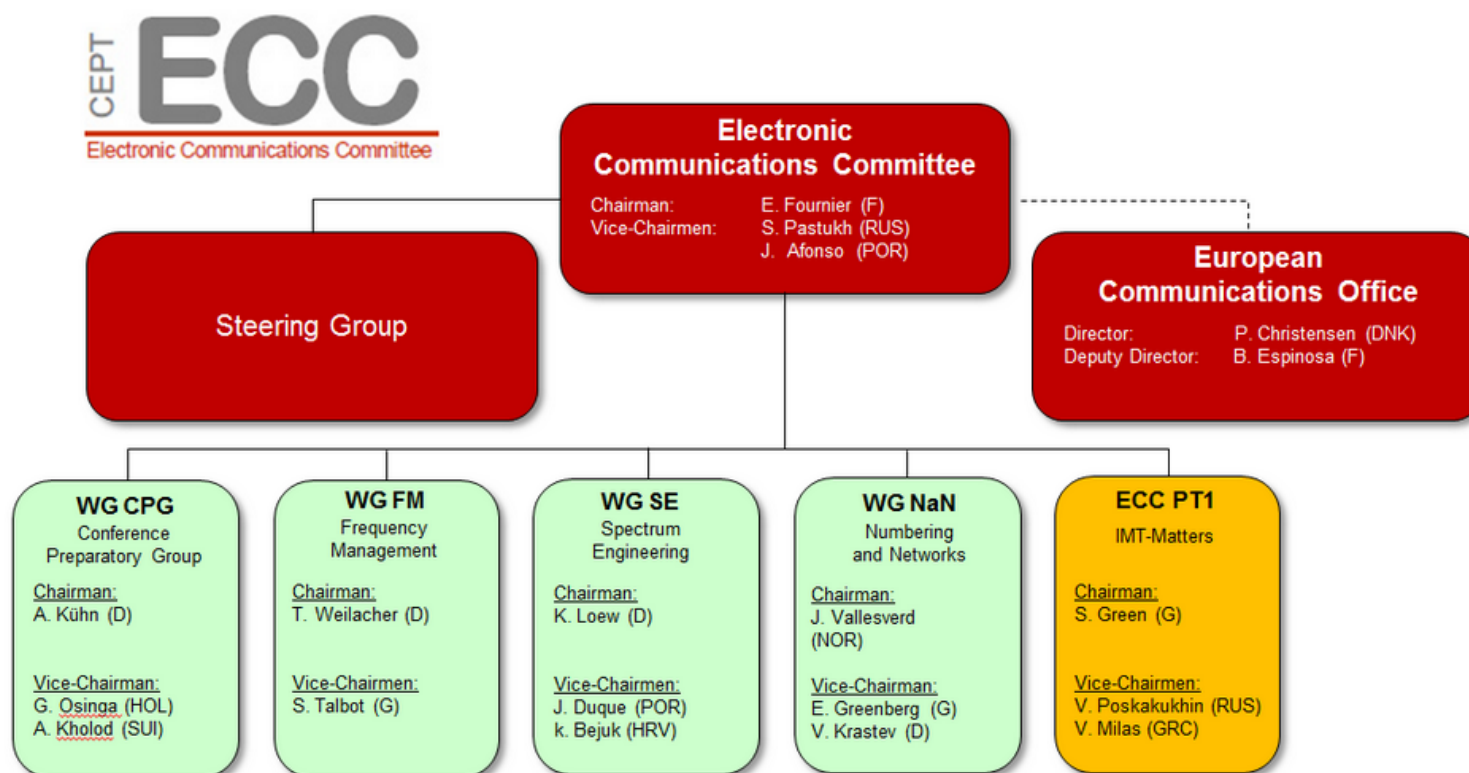 CEPT
ECC
Electronic Communications Committee
Electronic
Communications Committee
Chairman: E. Fournier (F)
Vice-Chairmen: S. Pastukh (RUS)
J. Afonso (POR)
Steering Group
European
Communications Office
Director: P. Christensen (DNK)
Deputy Director: B. Espinosa (F)
WG CPG
Conference
Preparatory Group
Chairman:
A. Kühn (D)
Vice-Chairman:
G. Osinga (HOL)
A. Kholod (SUI)
WG FM
Frequency
Management
Chairman:
T. Weilacher (D)
Vice-Chairmen:
S. Talbot (G)
WG SE
Spectrum
Engineering
Chairman:
K. Loew (D)
Vice-Chairmen:
J. Duque (POR)
k. Bejuk (HRV)
WG NaN
Numbering
and Networks
Chairman:
J. Vallesverd
(NOR)
Vice-Chairman:
E. Greenberg (G)
V. Krastev (D)
ECC PT1
IMT-Matters
Chairman:
S. Green (G)
Vice-Chairmen:
V. Poskakukhin (RUS)
V. Milas (GRC)